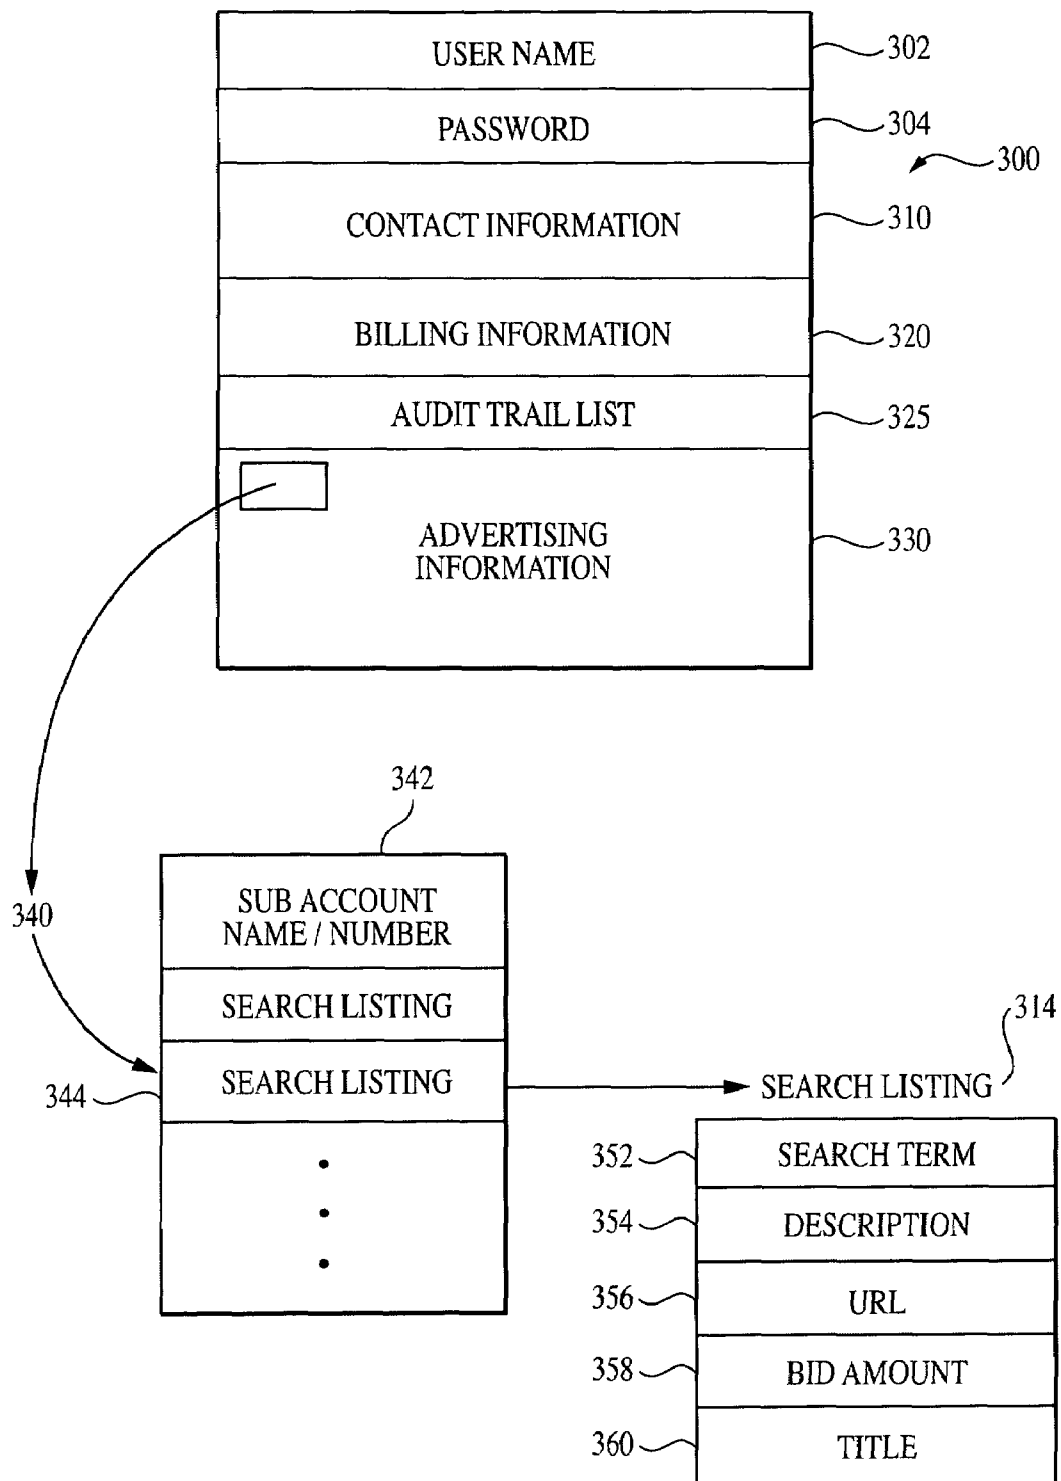 USER NAME
302
PASSWORD
304
300
CONTACT INFORMATION
310
BILLING INFORMATION
320
AUDIT TRAIL LIST
325
ADVERTISING
INFORMATION
330
342
SUB ACCOUNT
NAME / NUMBER
340
SEARCH LISTING
344
SEARCH LISTING
314
SEARCH LISTING
352
SEARCH TERM
354
DESCRIPTION
356
URL
358
BID AMOUNT
360
TITLE